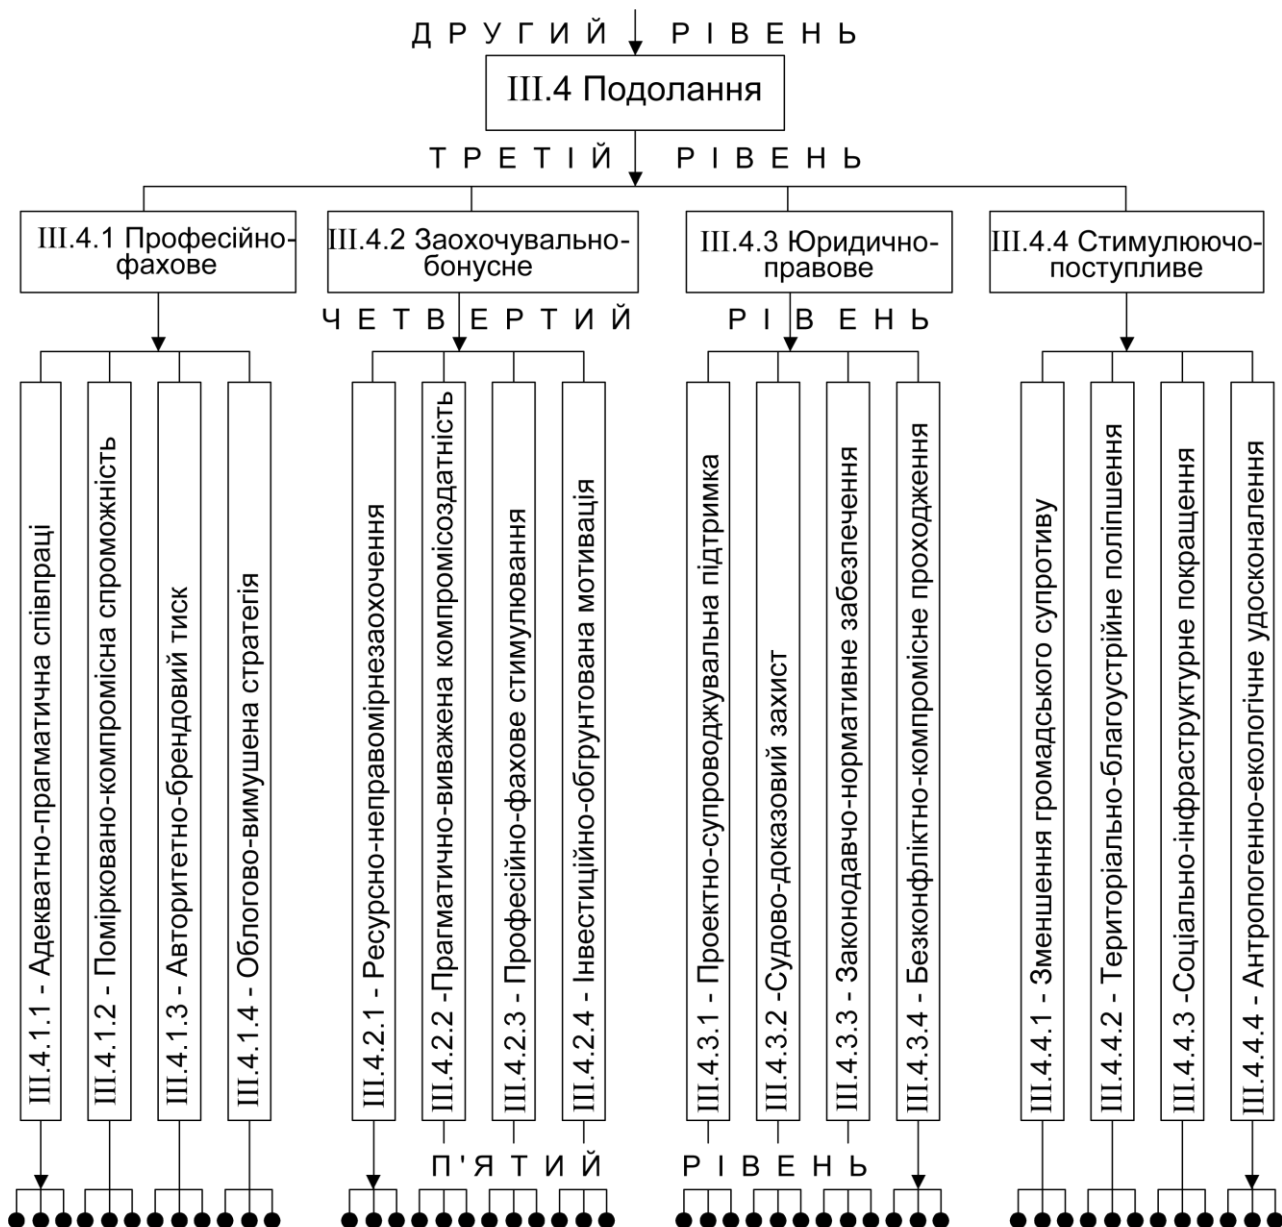 ДРУГИЙ РІВЕНЬ
III.4 Подолання
ТРЕТІЙ РІВЕНЬ
III.4.1 Професійно-
фахове
III.4.2 Заохочувально-
бонусне
III.4.3 Юридично-
правове
III.4.4 Стимулюючо-
поступливе
ЧЕТВЕРТИЙ РІВЕНЬ
III.4.1.1 - Адекватно-прагматична співпраці
III.4.1.2 - Помірковано-компромісна спроможність
III.4.1.3 - Авторитетно-брендовий тиск
III.4.1.4 - Облогово-вимушена стратегія
III.4.2.1 - Ресурсно-неправомірнезаохочення
III.4.2.2 -Прагматично-виважена компромісоздатність
III.4.2.3 - Професійно-фахове стимулювання
III.4.2.4 - Інвестиційно-обгрунтована мотивація
III.4.3.1 - Проектно-супроводжувальна підтримка
III.4.3.2 -Судово-доказовий захист
III.4.3.3 - Законодавчо-нормативне забезпечення
III.4.3.4 - Безконфліктно-компромісне проходження
III.4.4.1 - Зменшення громадського супротиву
III.4.4.2 - Територіально-благоустрійне поліпшення
III.4.4.3 -Соціально-інфраструктурне покращення
III.4.4.4 - Антропогенно-екологічне удосконалення
П'ЯТИЙ РІВЕНЬ